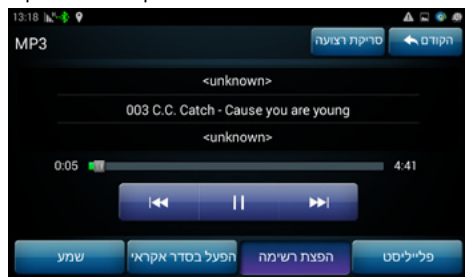 13:18
MP3
סריקת רצועה
הקודם
<unknown>
003 C.C. Catch - Cause you are young
<unknown>
0:05
4:41
שמע
הפעל בסדר אקראי
הפצת רשימה
פלייליסט